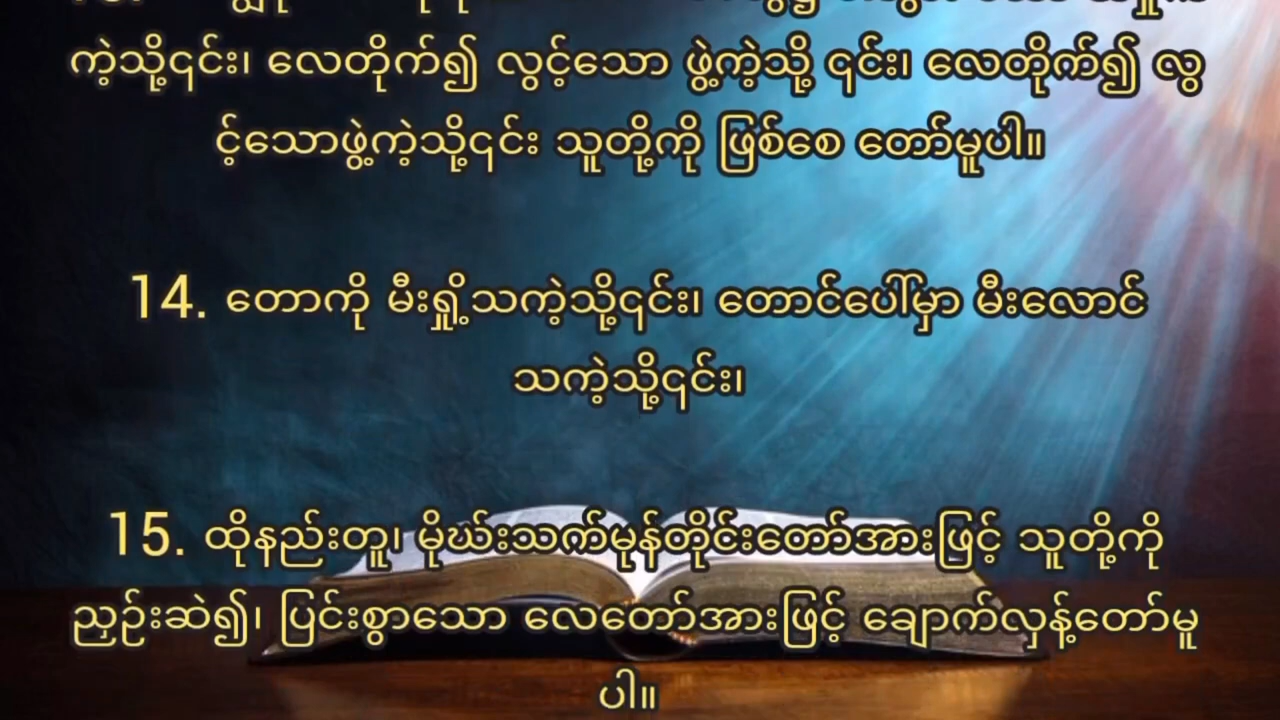 ကဲ့သို့၎င်း၊ လေတိုက်၍ လွင့်သော ဖွဲ့ကဲ့သို့ ၎င်း၊ လေတိုက်၍ လွ
င့်သောဖွဲ့ကဲ့သို့၎င်း သူတို့ကို ဖြစ်စေ တော်မူပါ။
14. တောကို မီးရှို့သကဲ့သို့၎င်း၊ တောင်ပေါ်မှာ မီးလောင်
သကဲ့သို့၎င်း၊
15. ထိုနည်းတူ၊ မိုဃ်းသက်မုန်တိုင်းတော်အားဖြင့် သူတို့ကို
ညှဉ်းဆဲ၍၊ ပြင်းစွာသော လေတော်အားဖြင့် ချောက်လှန့်တော်မူ
ပါ။